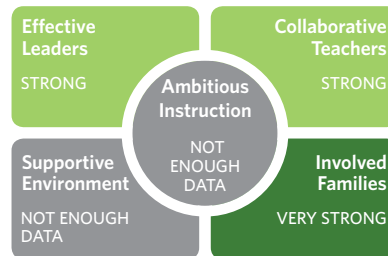 Effective
Leaders
STRONG
Collaborative
Teachers
STRONG
Ambitious
Instruction
NOT
ENOUGH
DATA
Supportive
Environment
NOT ENOUGH
DATA
Involved
Families
VERY STRONG